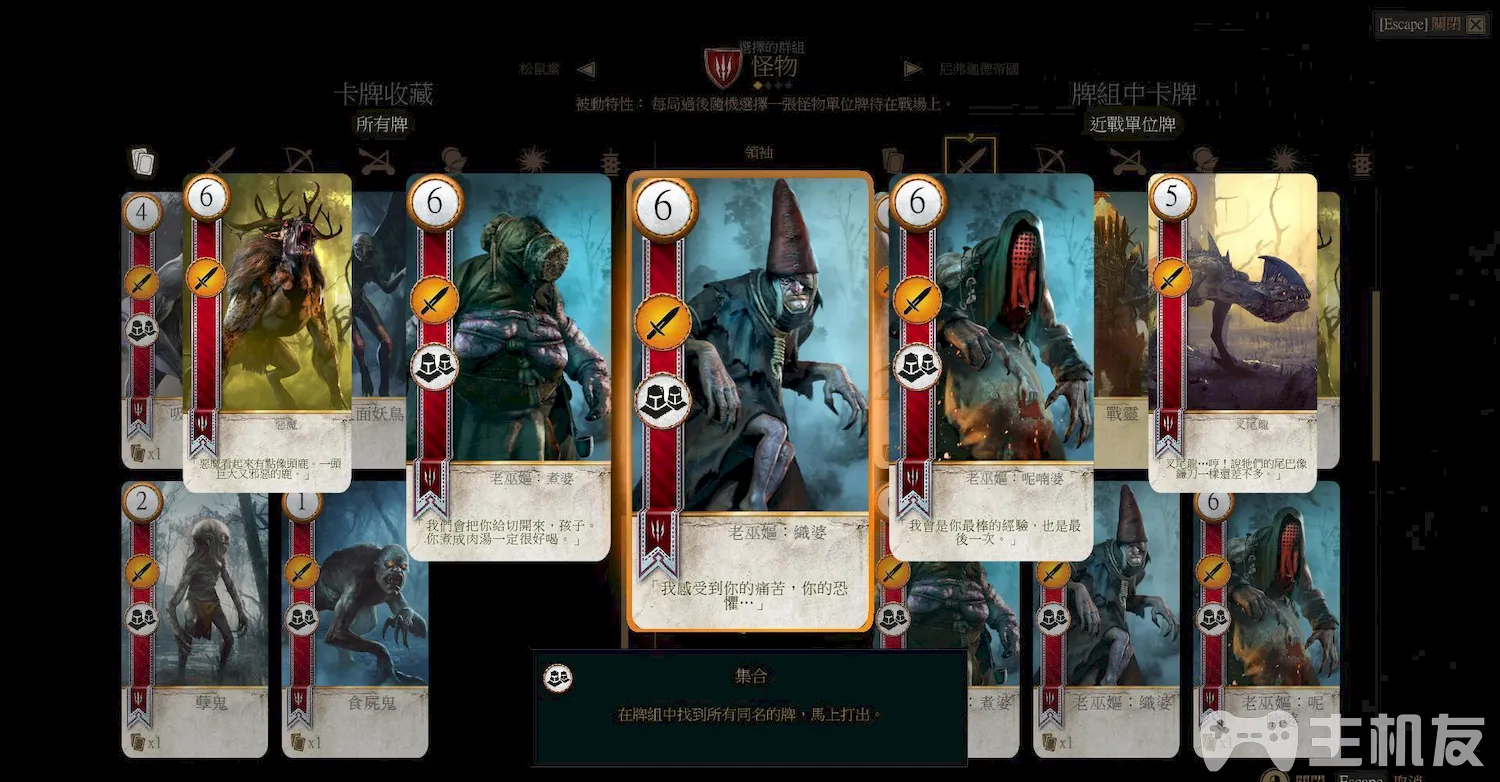 [Escape] 關閉
選擇的群組
松鼠黨
怪物
尼弗迦德帝國
卡牌收藏
被動特性： 每局過後隨機選擇一張怪物單位牌待在戰場上。
牌組中卡牌
所有牌
近戰單位牌
領袖
4
6
6
6
6
5
吸
x1
惡魔
「惡魔看起來有點像頭鹿。一頭
巨大又邪惡的鹿。」
面妖鳥
老巫嫗：煮婆
「我們會把你給切開來，孩子。
你煮成肉湯一定很好喝。」
老巫嫗：織婆
「我感受到你的痛苦，你的恐
懼…」
老巫嫗：呢喃婆
「我會是你最棒的經驗，也是最
後一次。」
戰靈
叉尾龍
「叉尾龍…哼！說牠們的尾巴像
鐮刀一樣還差不多。」
2
1
6
孽鬼
x1
食屍鬼
x1
：煮婆
老巫嫗：織婆
x1
老巫嫗：呢
集合
在牌組中找到所有同名的牌，馬上打出。
主机友
關閉
Escape 取消